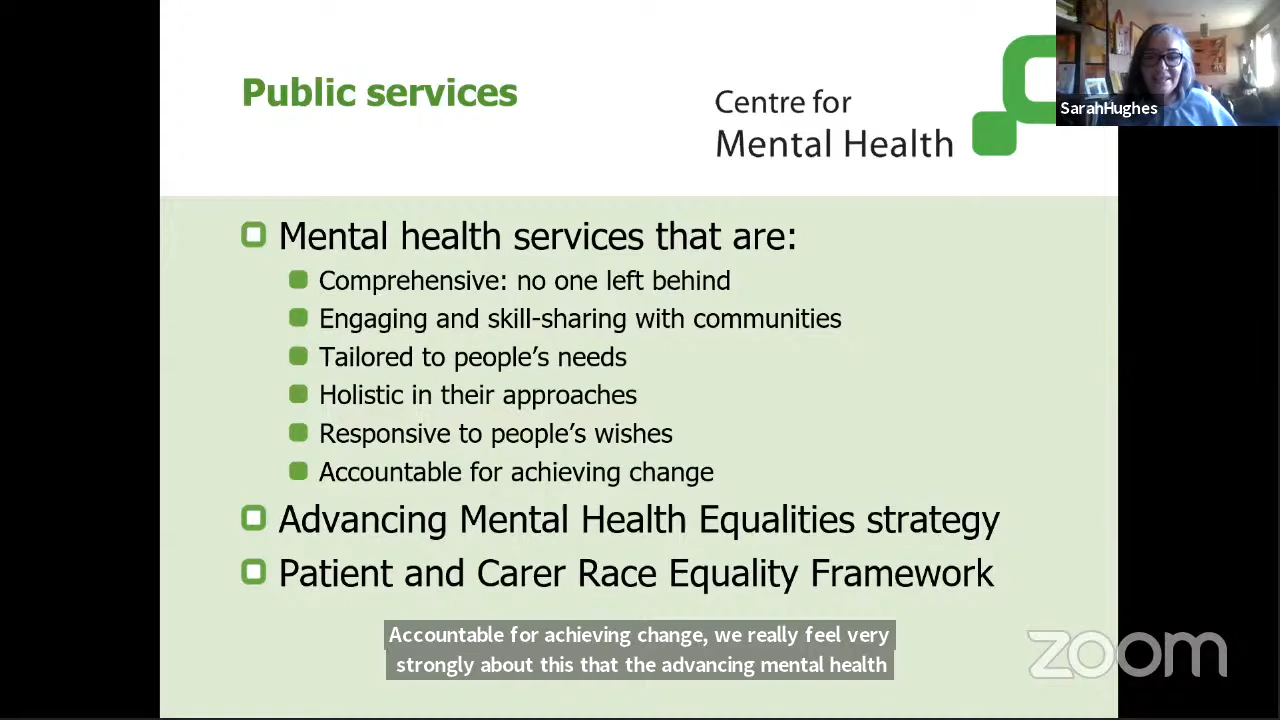 Public services
Centre for
Mental Health
SarahHughes
Mental health services that are:
Comprehensive: no one left behind
Engaging and skill-sharing with communities
Tailored to people’s needs
Holistic in their approaches
Responsive to people’s wishes
Accountable for achieving change
Advancing Mental Health Equalities strategy
Patient and Carer Race Equality Framework
Accountable for achieving change, we really feel very
strongly about this that the advancing mental health
zoom